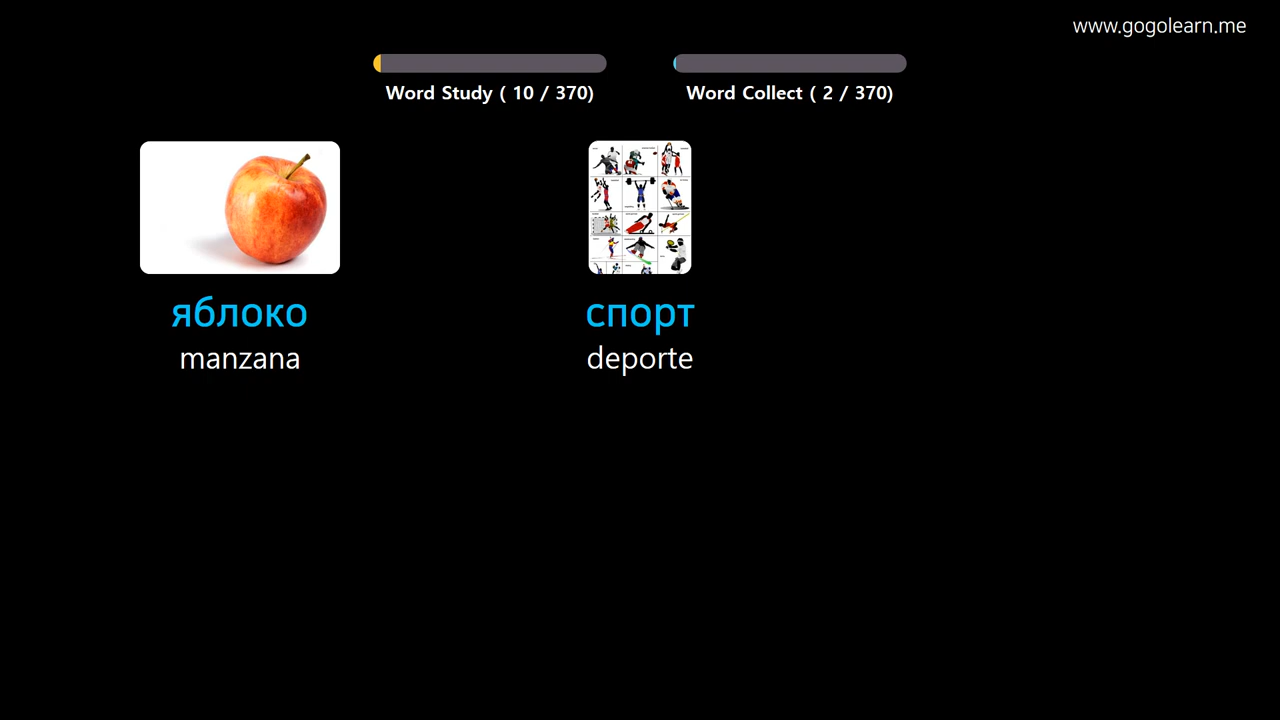 www.gogolearn.me
Word Study ( 10 / 370)
Word Collect ( 2 / 370)
яблоко
manzana
спорт
deporte